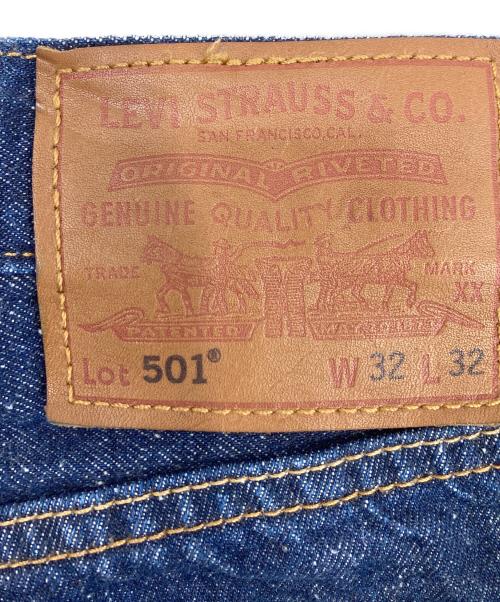 LEVI STRAUSS & CO.
SAN FRANCISCO, CAL.
ORIGINAL RIVETED
GENUINE QUALITY CLOTHING
TRADE MARK
XX
PATENTED
Lot 501® W 32 L 32